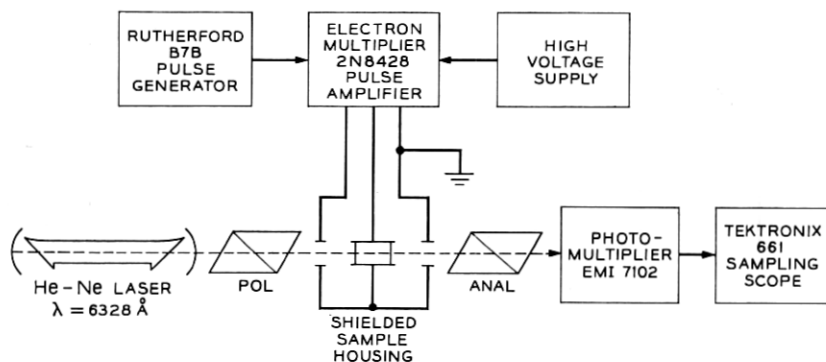 RUTHERFORD
B7B
PULSE
GENERATOR
ELECTRON
MULTIPLIER
2N8428
PULSE
AMPLIFIER
HIGH
VOLTAGE
SUPPLY
He-Ne LASER
λ = 6328 Å
POL
SHIELDED
SAMPLE
HOUSING
ANAL
PHOTO-
MULTIPLIER
EMI 7102
TEKTRONIX
661
SAMPLING
SCOPE